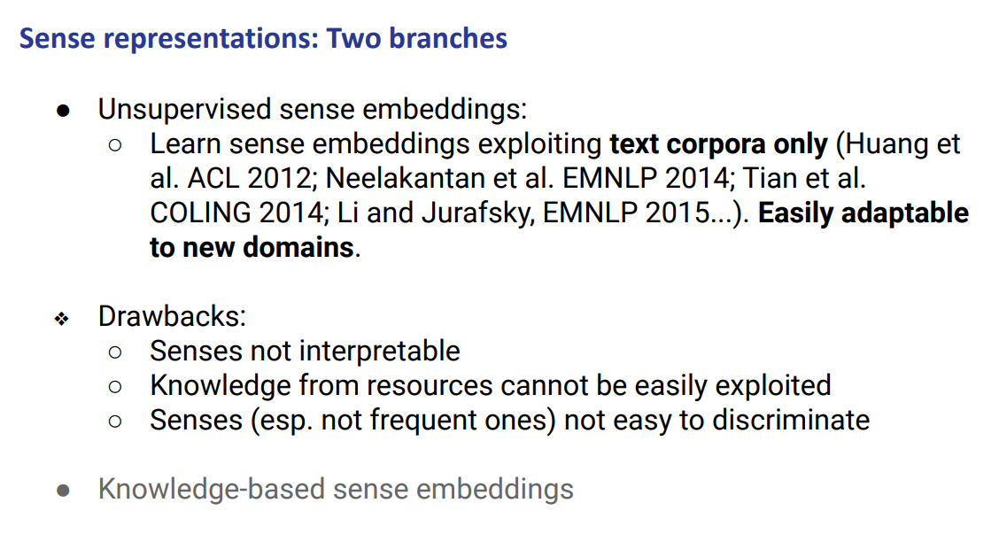 Sense representations: Two branches
● Unsupervised sense embeddings:
○ Learn sense embeddings exploiting text corpora only (Huang et
al. ACL 2012; Neelakantan et al. EMNLP 2014; Tian et al.
COLING 2014; Li and Jurafsky, EMNLP 2015...). Easily adaptable
to new domains.
❖ Drawbacks:
○ Senses not interpretable
○ Knowledge from resources cannot be easily exploited
○ Senses (esp. not frequent ones) not easy to discriminate
● Knowledge-based sense embeddings